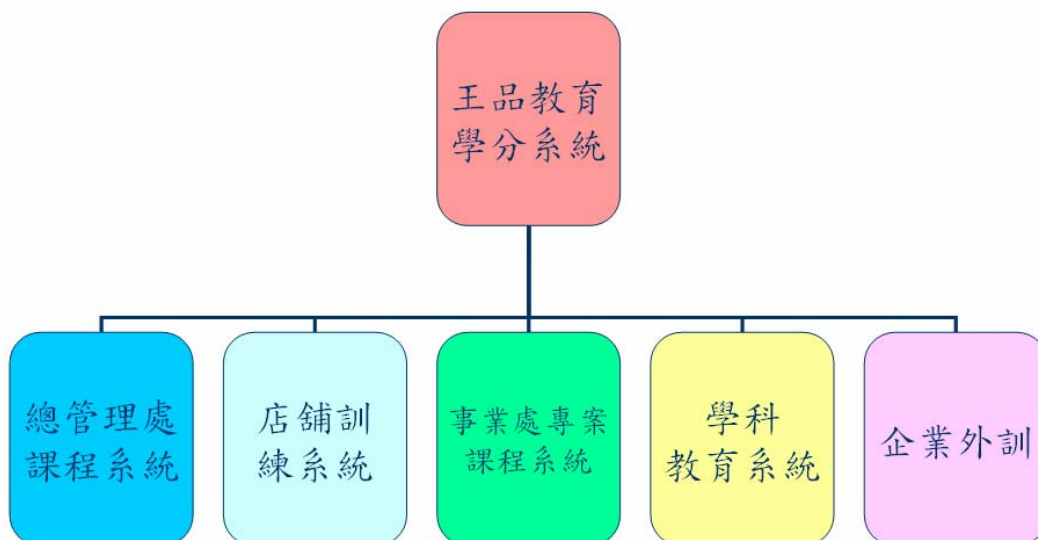 王品教育
學分系統
總管理處
課程系統
店舖訓
練系統
事業處專案
課程系統
學科
教育系統
企業外訓